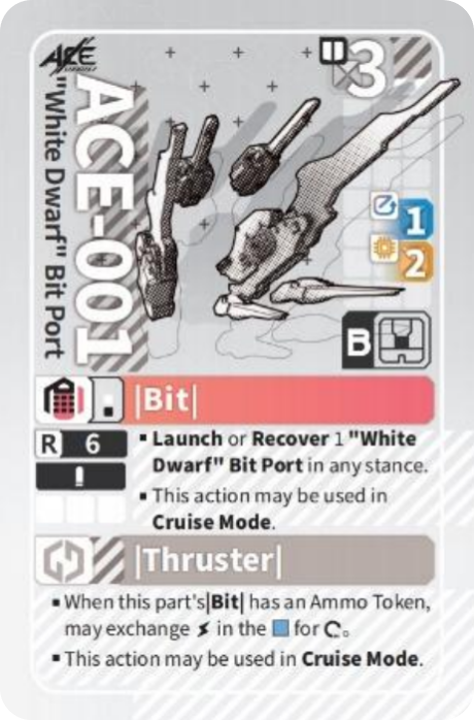 ACE
3
ACE-001
"White Dwarf" Bit Port
1
2
B
|Bit|
R 6
▪ Launch or Recover 1 "White
Dwarf" Bit Port in any stance.
▪ This action may be used in
Cruise Mode.
|Thruster|
▪ When this part's|Bit| has an Ammo Token,
may exchange ⚡ in the 🟦 for C。
▪ This action may be used in Cruise Mode.